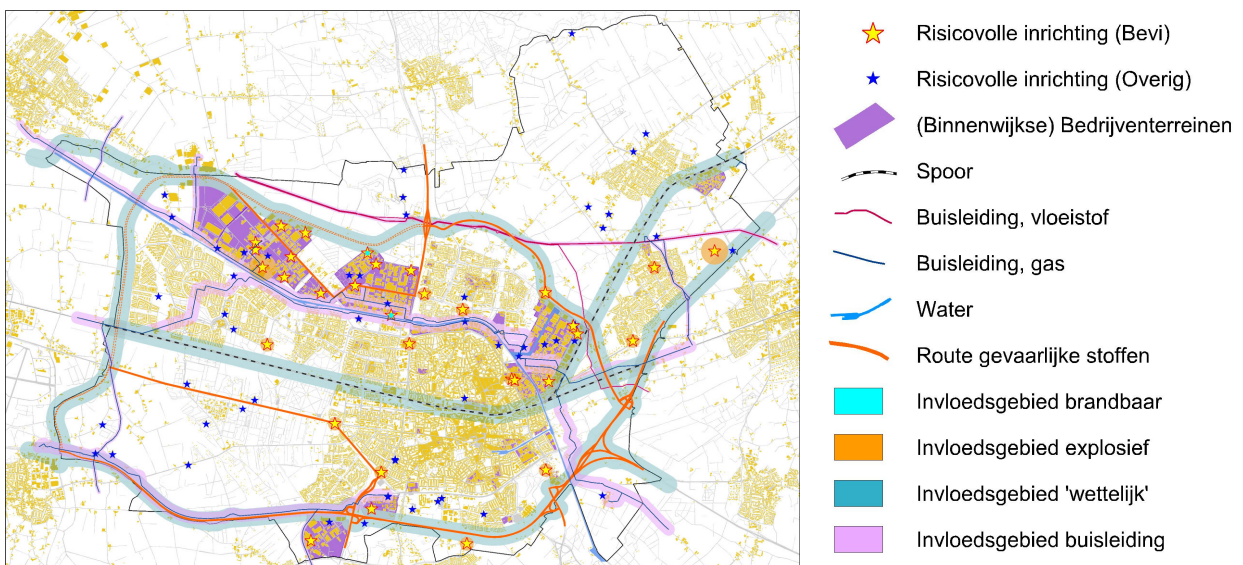 Risicovolle inrichting (Bevi)
Risicovolle inrichting (Overig)
(Binnenwijkse) Bedrijventerreinen
Spoor
Buisleiding, vloeistof
Buisleiding, gas
Water
Route gevaarlijke stoffen
Invloedsgebied brandbaar
Invloedsgebied explosief
Invloedsgebied 'wettelijk'
Invloedsgebied buisleiding